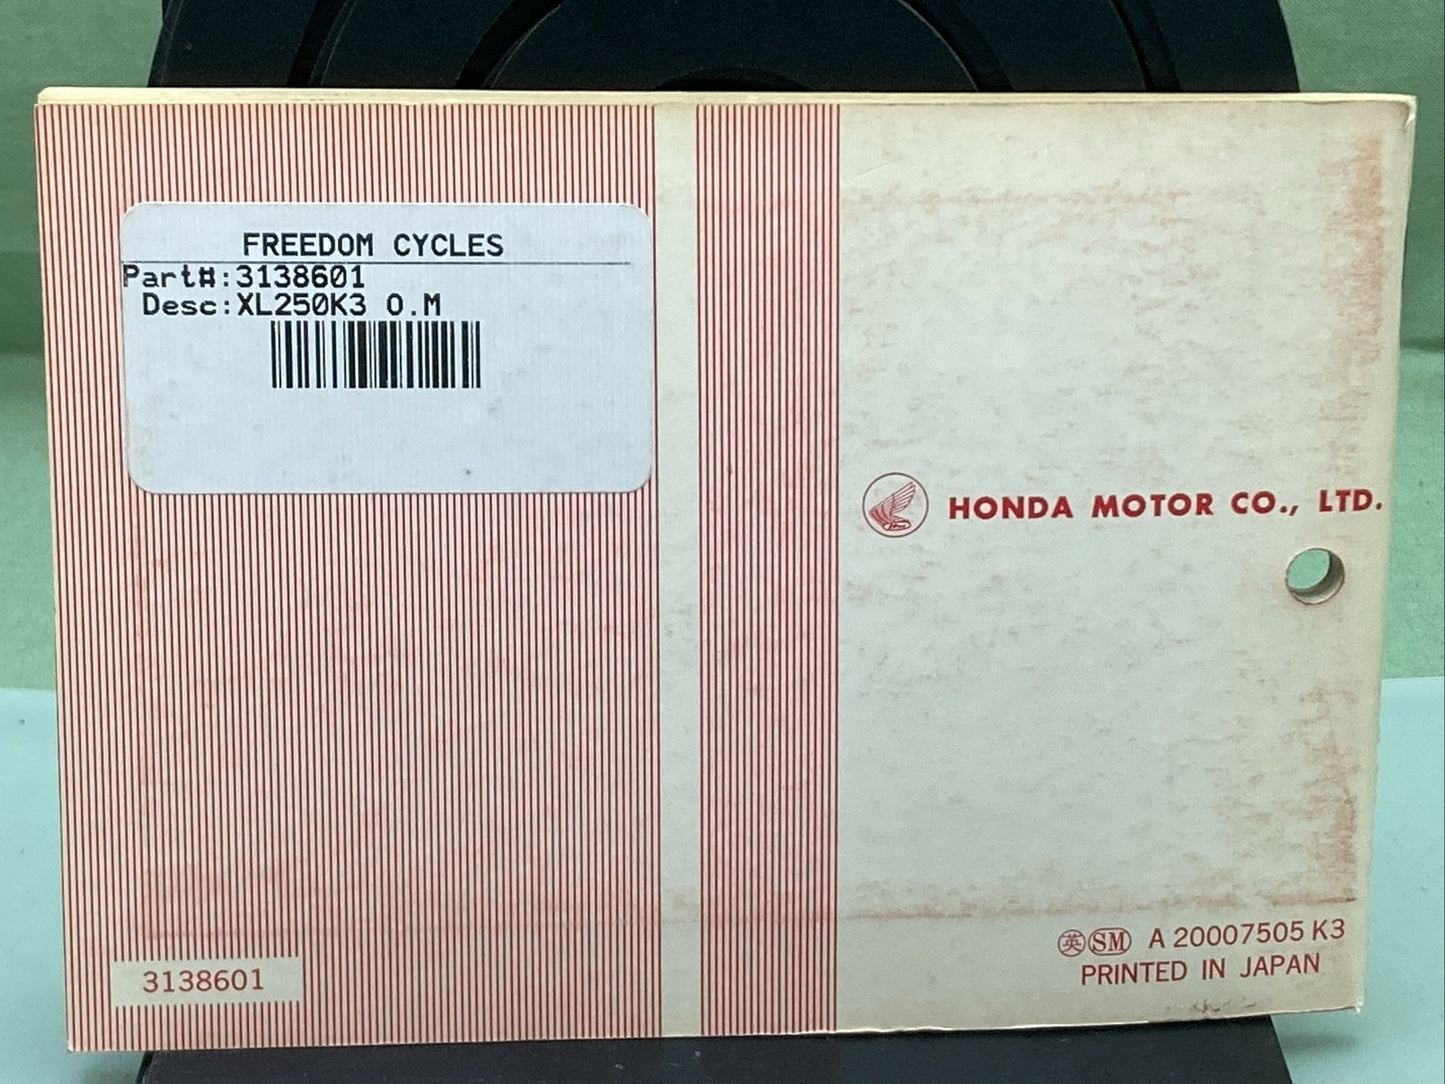 FREEDOM CYCLES
Part#:3138601
Desc:XL250K3 O.M
HONDA MOTOR CO., LTD.
3138601
英 SM A 20007505 K3
PRINTED IN JAPAN